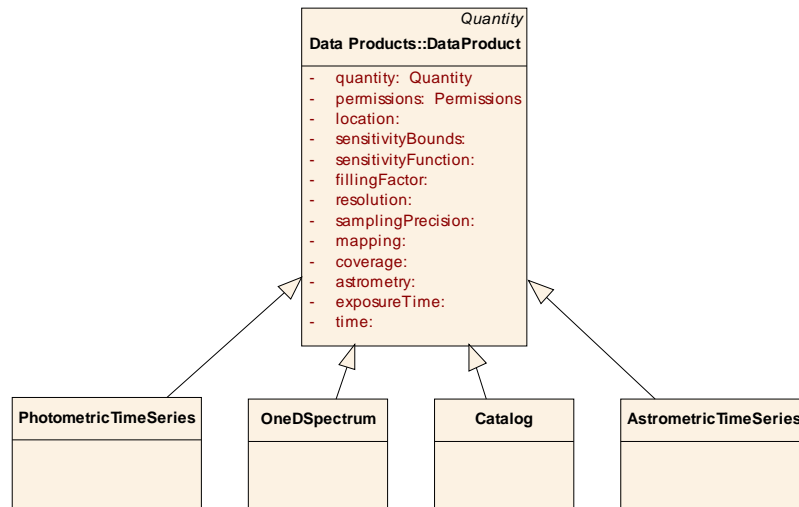 Quantity
Data Products::DataProduct
- quantity: Quantity
- permissions: Permissions
- location:
- sensitivityBounds:
- sensitivityFunction:
- fillingFactor:
- resolution:
- samplingPrecision:
- mapping:
- coverage:
- astrometry:
- exposureTime:
- time:
PhotometricTimeSeries
OneDSpectrum
Catalog
AstrometricTimeSeries